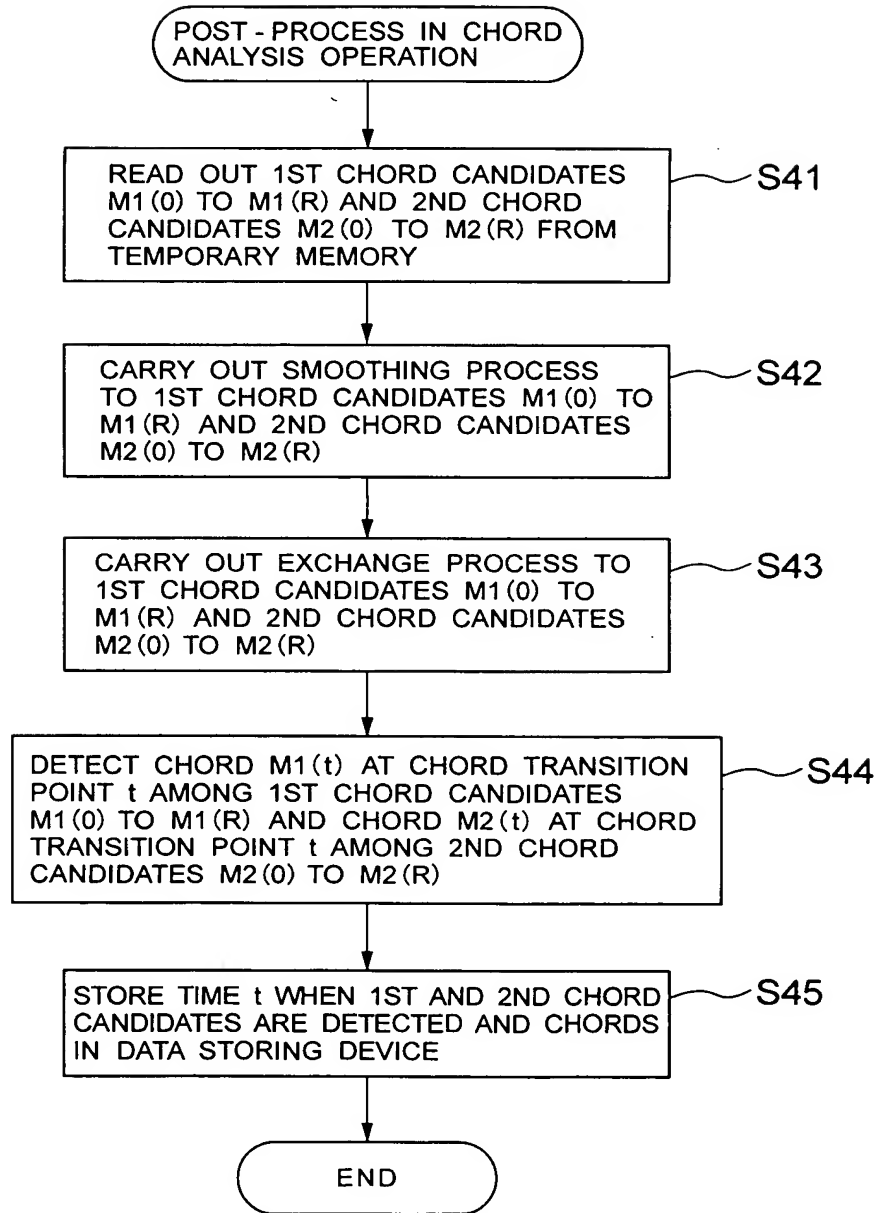 POST - PROCESS IN CHORD
ANALYSIS OPERATION
READ OUT 1ST CHORD CANDIDATES
M1(0) TO M1(R) AND 2ND CHORD
CANDIDATES M2(0) TO M2(R) FROM
TEMPORARY MEMORY
S41
CARRY OUT SMOOTHING PROCESS
TO 1ST CHORD CANDIDATES M1(0) TO
M1(R) AND 2ND CHORD CANDIDATES
M2(0) TO M2(R)
S42
CARRY OUT EXCHANGE PROCESS TO
1ST CHORD CANDIDATES M1(0) TO
M1(R) AND 2ND CHORD CANDIDATES
M2(0) TO M2(R)
S43
DETECT CHORD M1(t) AT CHORD TRANSITION
POINT t AMONG 1ST CHORD CANDIDATES
M1(0) TO M1(R) AND CHORD M2(t) AT CHORD
TRANSITION POINT t AMONG 2ND CHORD
CANDIDATES M2(0) TO M2(R)
S44
STORE TIME t WHEN 1ST AND 2ND CHORD
CANDIDATES ARE DETECTED AND CHORDS
IN DATA STORING DEVICE
S45
END